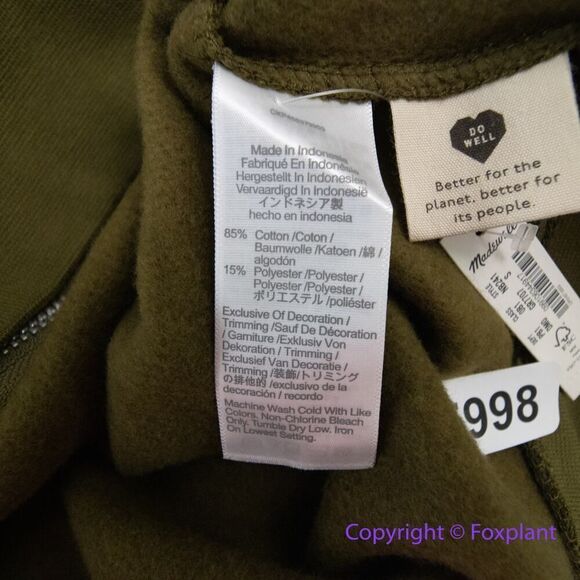 Made In Indonesia
Fabriqué En Indonésie
Hergestellt In Indonesien
Vervaardigd In Indonesië
インドネシア製
hecho en indonesia
85% Cotton /Coton /
Baumwolle /Katoen /綿 /
algodón
15% Polyester /Polyester /
Polyester /Polyester /
ポリエステル /poliéster
Exclusive Of Decoration /
Trimming /Sauf De Décoration
/ Garniture /Exklusiv Von
Dekoration / Trimming /
Exclusief Van Decoratie /
Trimming /装飾/トリミング
の排他的 /exclusivo de la
decoración / recordo
Machine Wash Cold With Like
Colors. Non-Chlorine Bleach
Only. Tumble Dry Low. Iron
On Lowest Setting.
DO
WELL
Better for the
planet, better for
its people.
STYLE NB241
CLASS
998
Copyright © Foxplant